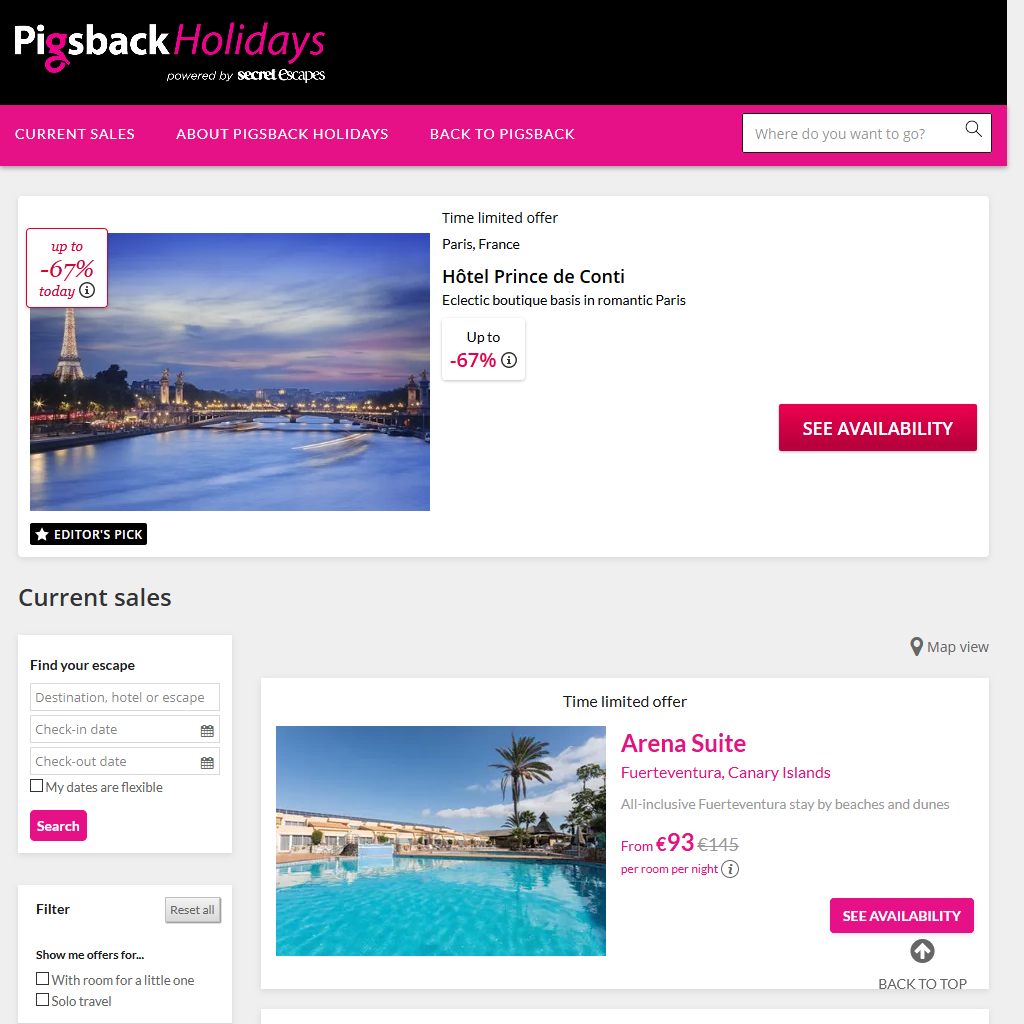 Pigsback Holidays
powered by secret Escapes
CURRENT SALES
ABOUT PIGSBACK HOLIDAYS
BACK TO PIGSBACK
Where do you want to go?
up to
-67%
today
Time limited offer
Paris, France
Hôtel Prince de Conti
Eclectic boutique basis in romantic Paris
Up to
-67%
SEE AVAILABILITY
EDITOR'S PICK
Current sales
Map view
Find your escape
Destination, hotel or escape
Check-in date
Check-out date
My dates are flexible
Search
Filter
Reset all
Show me offers for...
With room for a little one
Solo travel
Time limited offer
Arena Suite
Fuerteventura, Canary Islands
All-inclusive Fuerteventura stay by beaches and dunes
From €93 €145
per room per night
SEE AVAILABILITY
BACK TO TOP